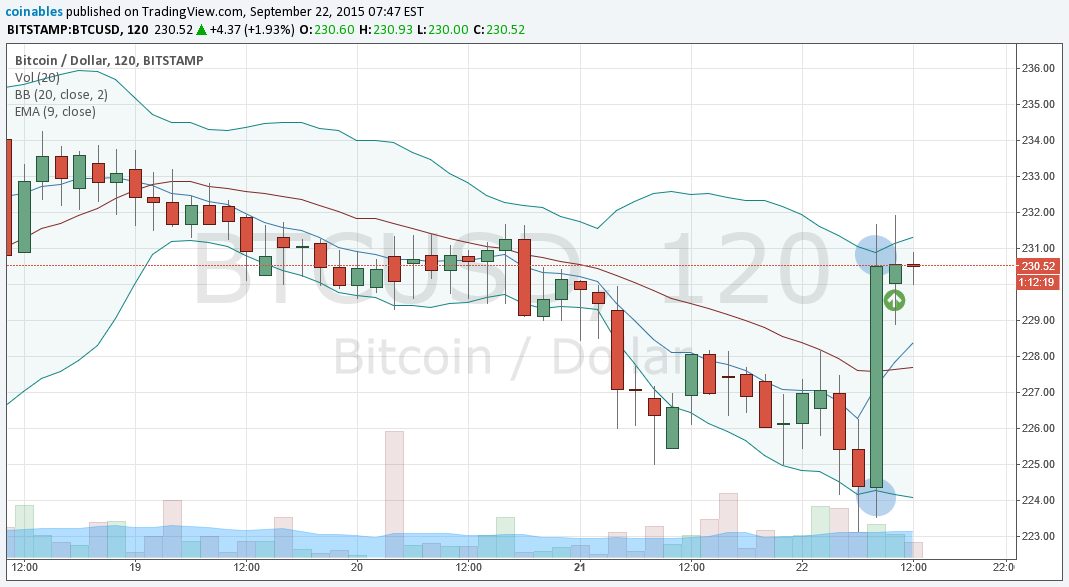 coinables published on TradingView.com, September 22, 2015 07:47 EST
BITSTAMP:BTCUSD, 120 230.52 ▲ +4.37 (+1.93%) O:230.60 H:230.93 L:230.00 C:230.52
Bitcoin / Dollar, 120, BITSTAMP
Vol (20)
BB (20, close, 2)
EMA (9, close)
BTCUSD, 120
Bitcoin / Dollar
236.00
235.00
234.00
233.00
232.00
231.00
230.52
1:12:19
229.00
228.00
227.00
226.00
225.00
224.00
223.00
12:00 19 12:00 20 12:00 21 12:00 22 12:00 22:0